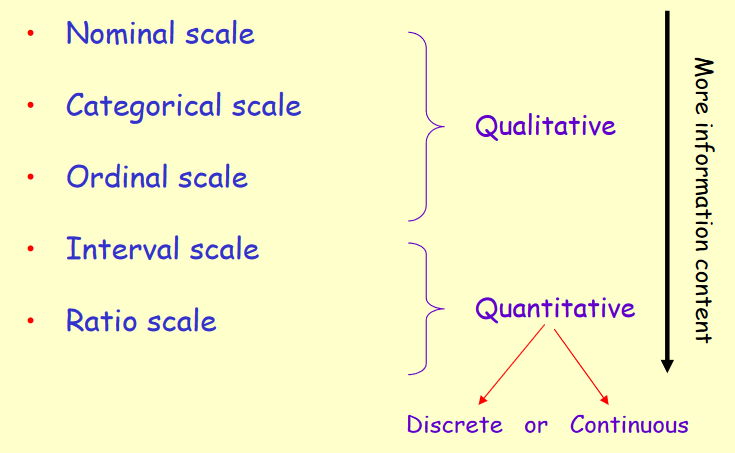 • Nominal scale
• Categorical scale
Qualitative
• Ordinal scale
• Interval scale
Quantitative
• Ratio scale
Discrete or Continuous
More information content